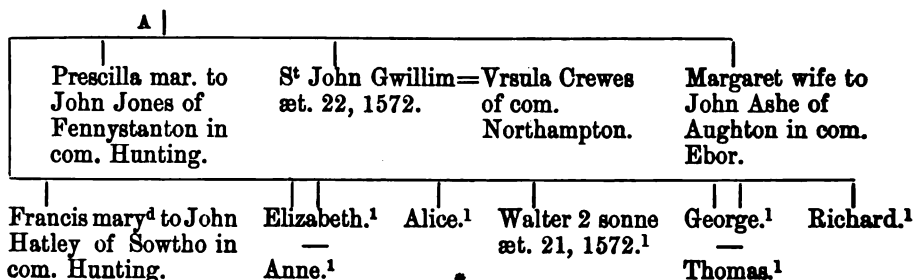 A
Prescilla mar. to
John Jones of
Fennystanton in
com. Hunting.
Sᵗ John Gwillim=Vrsula Crewes
æt. 22, 1572.
of com.
Northampton.
Margaret wife to
John Ashe of
Aughton in com.
Ebor.
Francis maryᵈ to John
Hatley of Sowtho in
com. Hunting.
Elizabeth.¹
—
Anne.¹
Alice.¹
Walter 2 sonne
æt. 21, 1572.¹
George.¹
—
Thomas.¹
Richard.¹